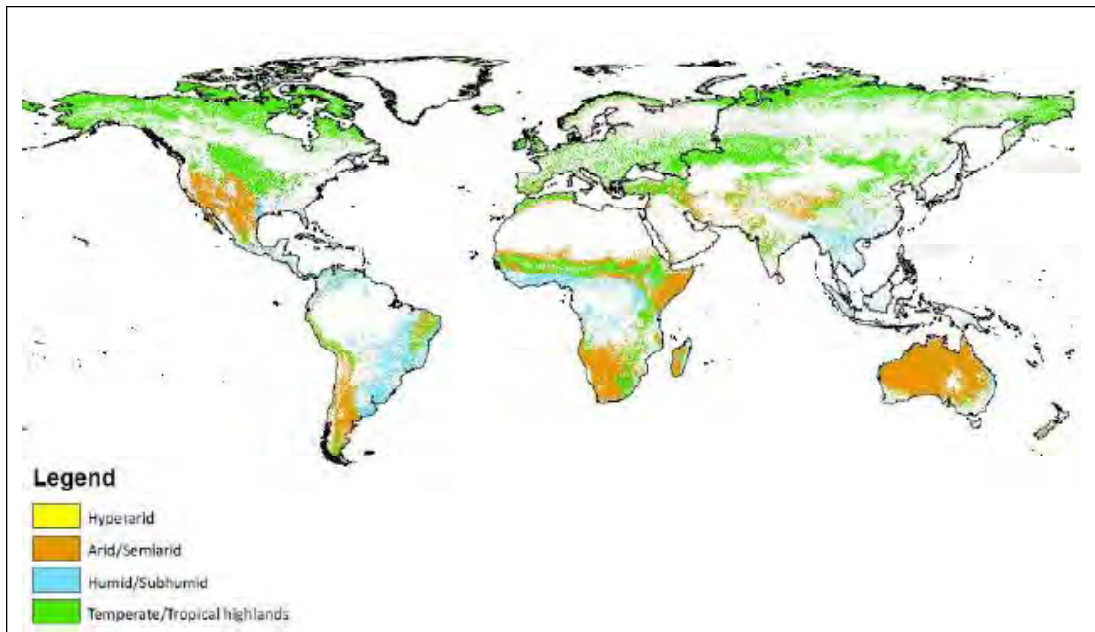 Legend
Hyperarid
Arid/Semiarid
Humid/Subhumid
Temperate/Tropical highlands